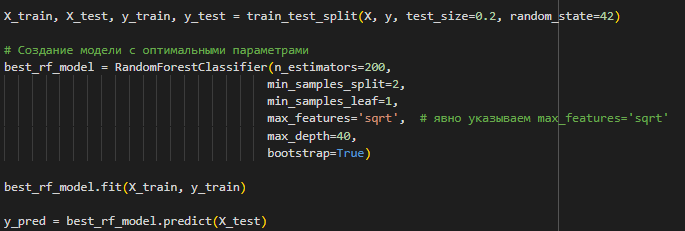 X_train, X_test, y_train, y_test = train_test_split(X, y, test_size=0.2, random_state=42)
# Создание модели с оптимальными параметрами
best_rf_model = RandomForestClassifier(n_estimators=200,
min_samples_split=2,
min_samples_leaf=1,
max_features='sqrt',  # явно указываем max_features='sqrt'
max_depth=40,
bootstrap=True)
best_rf_model.fit(X_train, y_train)
y_pred = best_rf_model.predict(X_test)